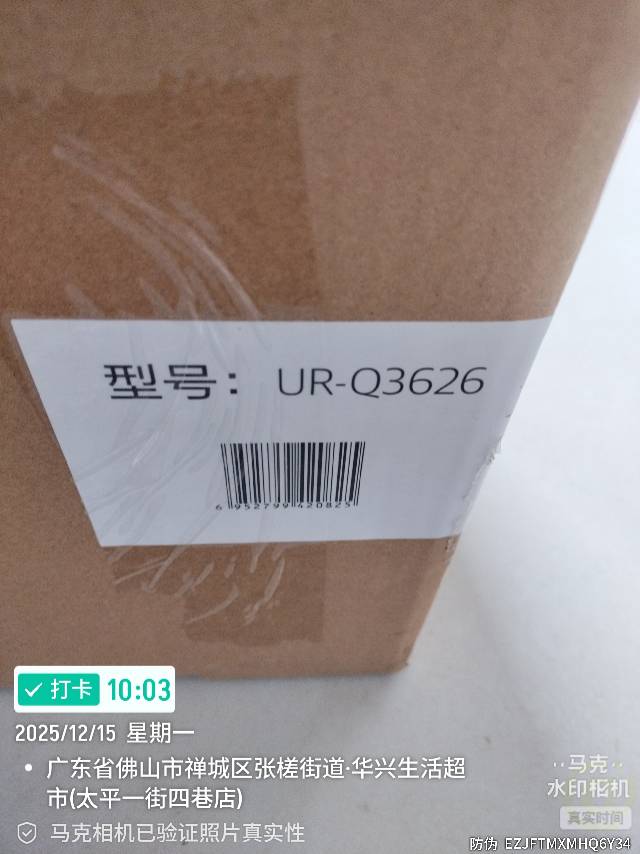 型号： UR-Q3626
6 952799 420825
打卡 10:03
2025/12/15 星期一
广东省佛山市禅城区张槎街道·华兴生活超
市(太平一街四巷店)
马克相机已验证照片真实性
马克
水印相机
真实时间
防伪 EZJFTMXMHQ6Y34